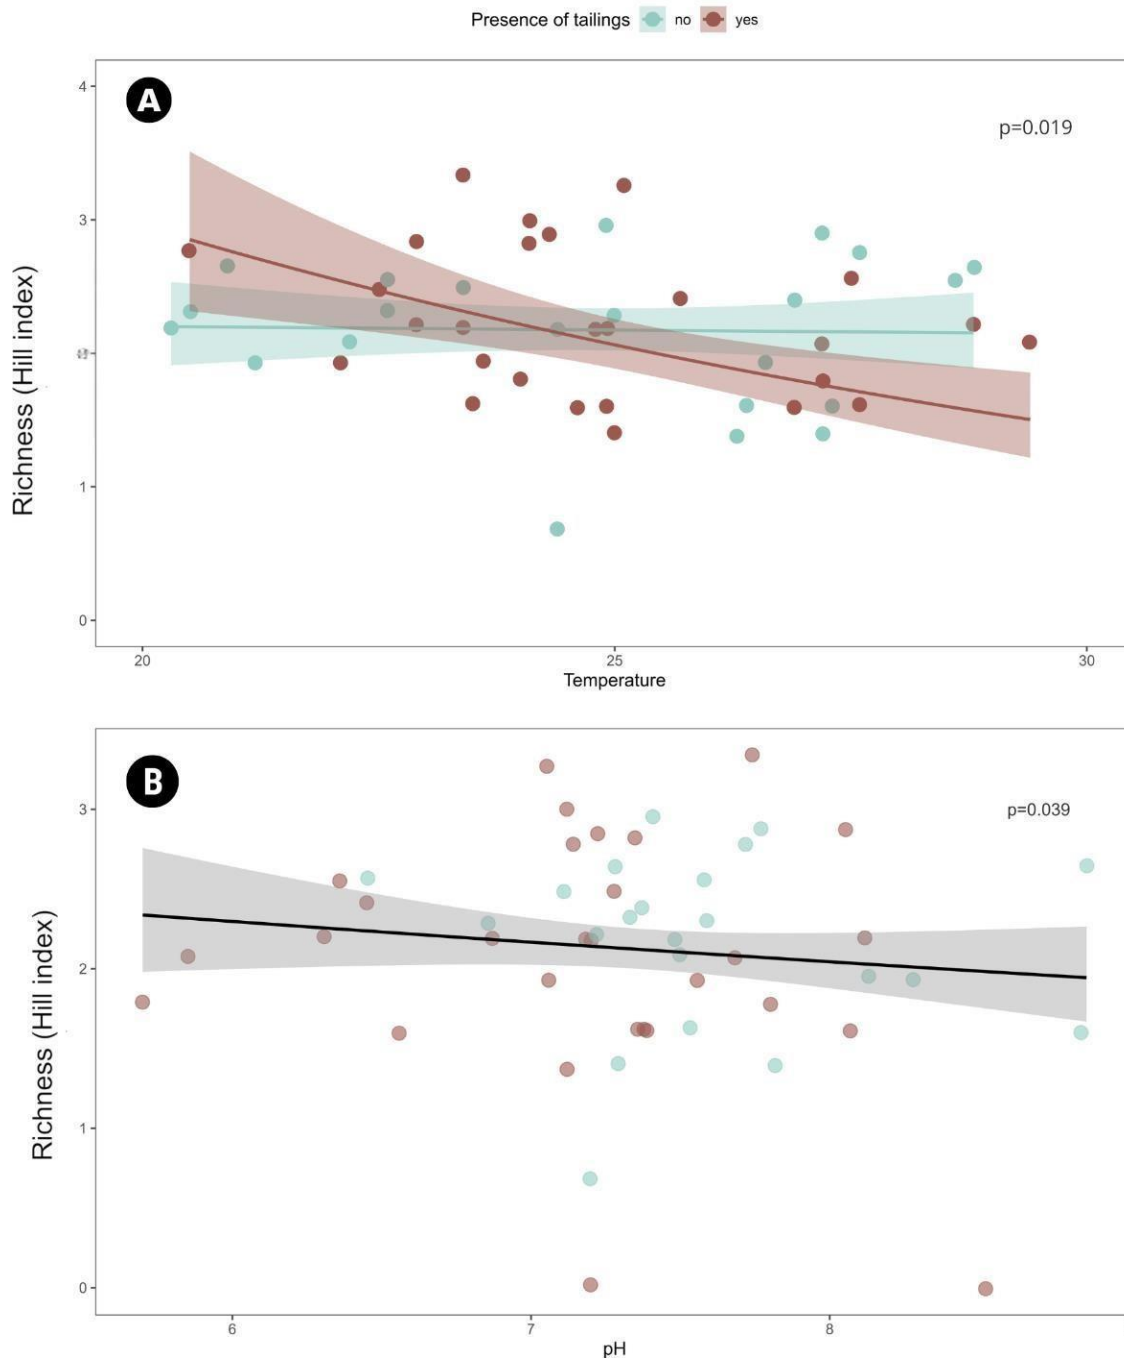 Presence of tailings no yes
A
p=0.019
Richness (Hill index)
4
3
2
1
0
20 25 30
Temperature
B
p=0.039
Richness (Hill index)
3
2
1
0
6 7 8
pH